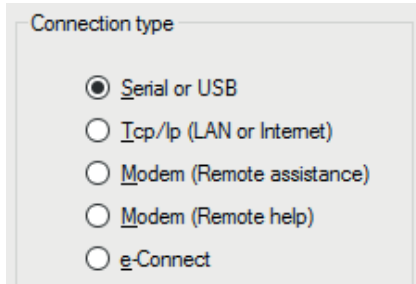 Connection type
Serial or USB
Tcp/Ip (LAN or Internet)
Modem (Remote assistance)
Modem (Remote help)
e-Connect